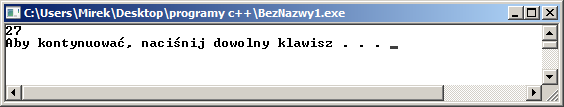 C:\Users\Mirek\Desktop\programy c++\BezNazwy1.exe
27
Aby kontynuować, naciśnij dowolny klawisz . . . _